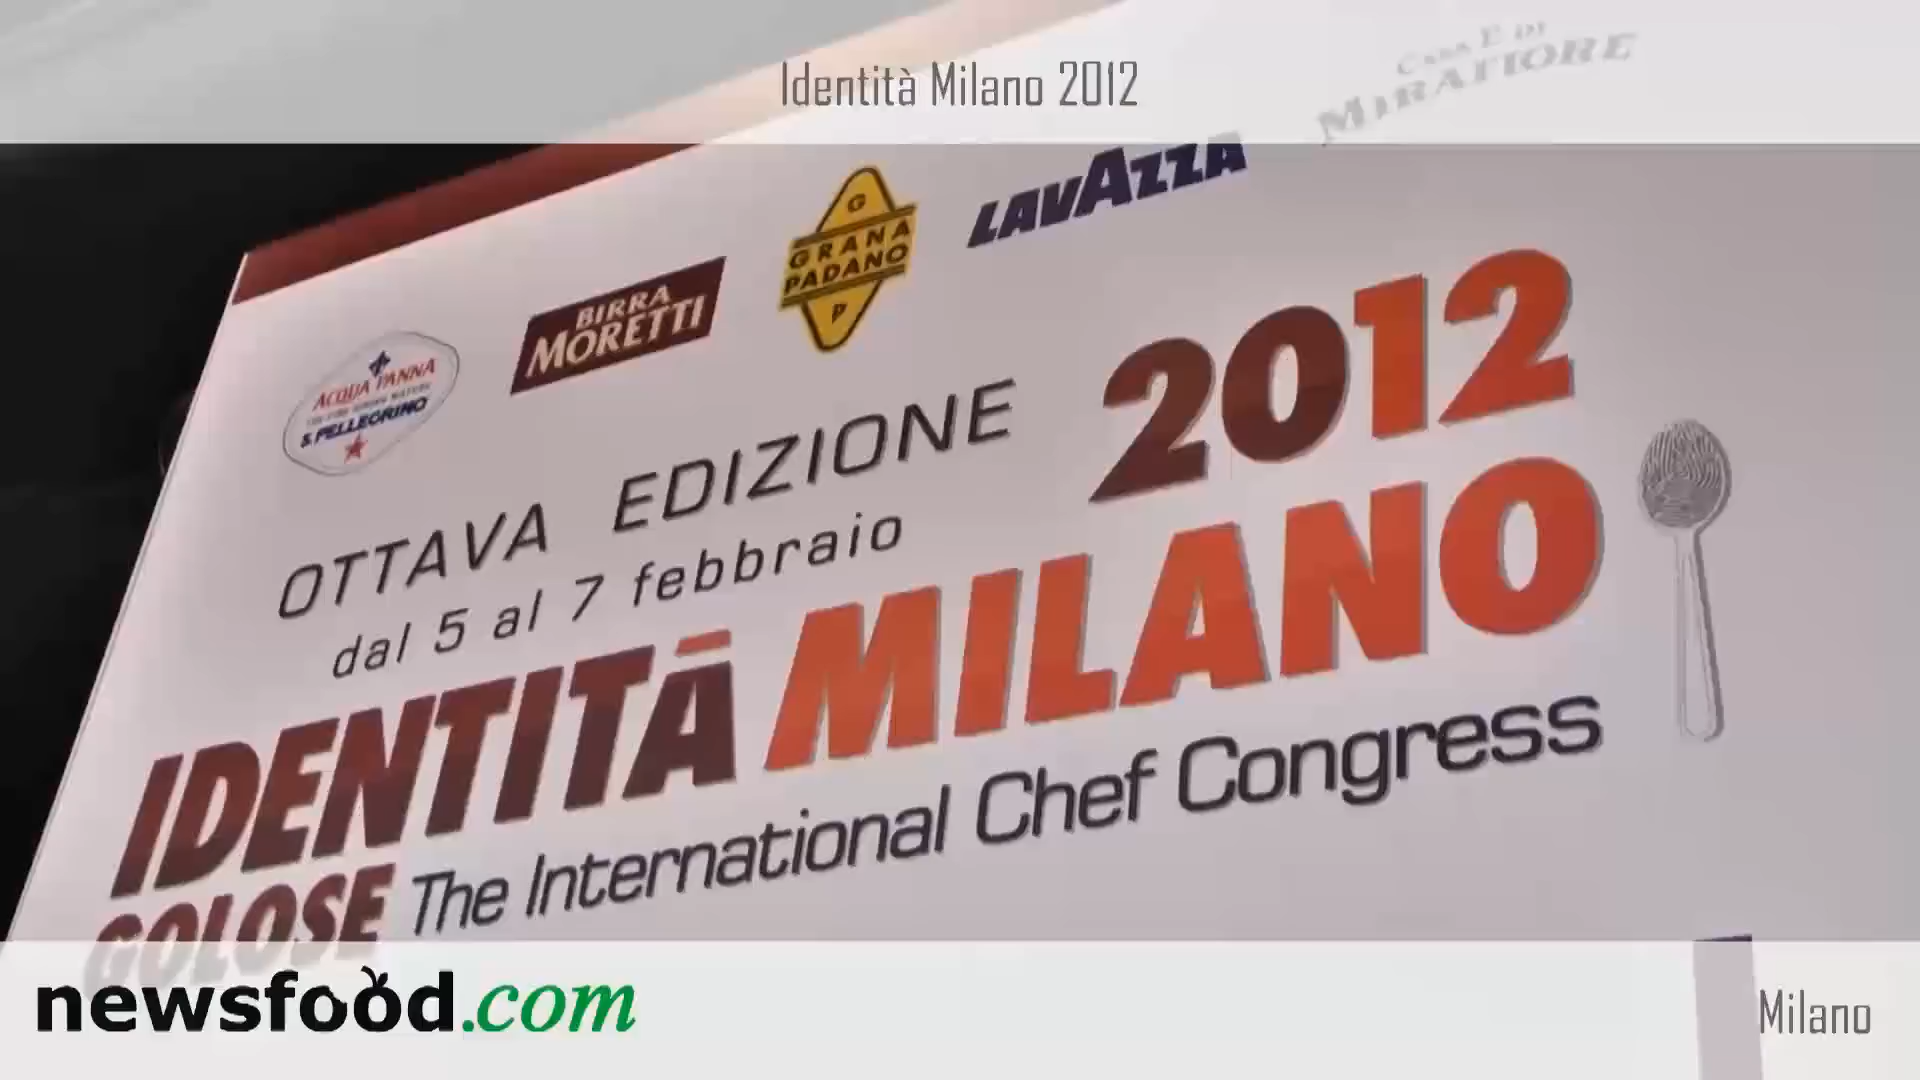 Identità Milano 2012
CASA E. DI
MIRAFIORE
LAVAZZA
G
GRANA
PADANO
P
BIRRA
MORETTI
ACQUA PANNA
S. PELLEGRINO
OTTAVA EDIZIONE 2012
dal 5 al 7 febbraio
IDENTITÀ MILANO
GOLOSE The International Chef Congress
newsfood.com
Milano